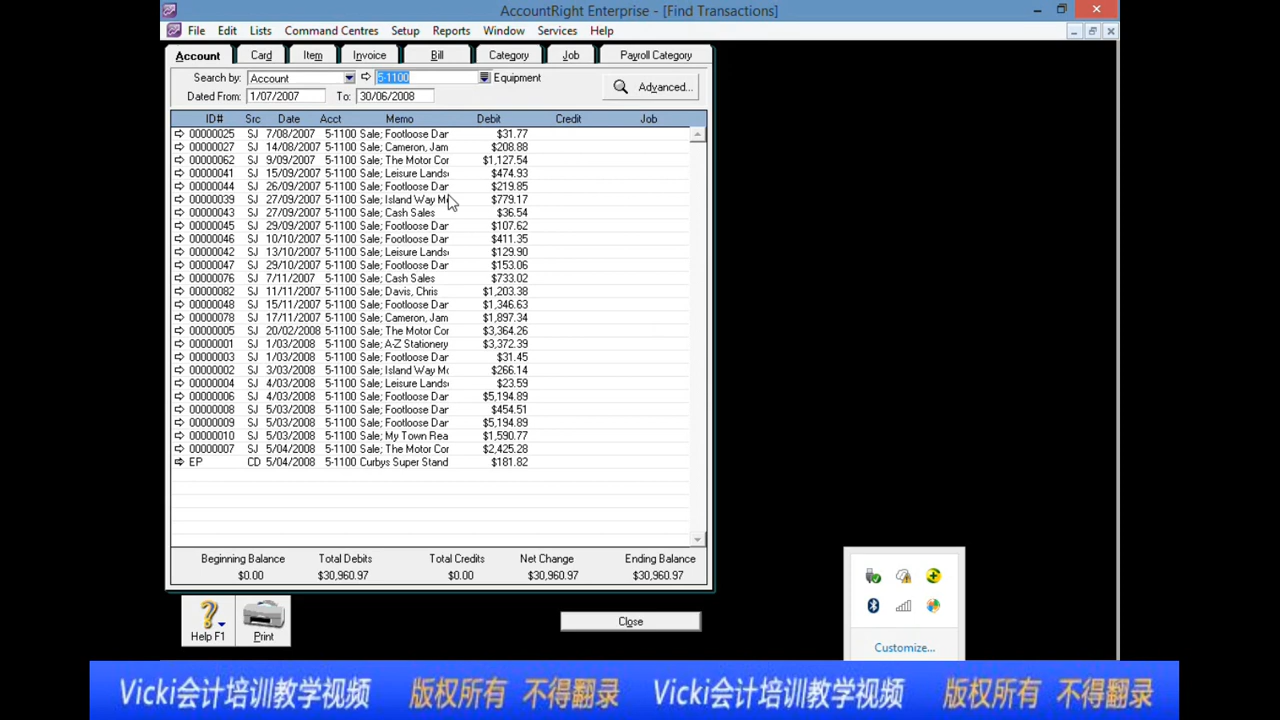 AccountRight Enterprise - [Find Transactions]
File Edit Lists Command Centres Setup Reports Window Services Help
Account Card Item Invoice Bill Category Job Payroll Category
Search by: Account 5-1100 Equipment Advanced...
Dated From: 1/07/2007 To: 30/06/2008
ID# Src Date Acct Memo Debit Credit Job
00000025 SJ 7/08/2007 5-1100 Sale; Footloose Dan $31.77
00000027 SJ 14/08/2007 5-1100 Sale; Cameron, Jam $208.88
00000062 SJ 9/09/2007 5-1100 Sale; The Motor Cor $1,127.54
00000041 SJ 15/09/2007 5-1100 Sale; Leisure Lands $474.93
00000044 SJ 26/09/2007 5-1100 Sale; Footloose Dan $219.85
00000039 SJ 27/09/2007 5-1100 Sale; Island Way Mo $779.17
00000043 SJ 27/09/2007 5-1100 Sale; Cash Sales $36.54
00000045 SJ 29/09/2007 5-1100 Sale; Footloose Dan $107.62
00000046 SJ 10/10/2007 5-1100 Sale; Footloose Dan $411.35
00000042 SJ 13/10/2007 5-1100 Sale; Leisure Lands $129.90
00000047 SJ 29/10/2007 5-1100 Sale; Footloose Dan $153.06
00000076 SJ 7/11/2007 5-1100 Sale; Cash Sales $733.02
00000082 SJ 11/11/2007 5-1100 Sale; Davis, Chris $1,203.38
00000048 SJ 15/11/2007 5-1100 Sale; Footloose Dan $1,346.63
00000078 SJ 17/11/2007 5-1100 Sale; Cameron, Jam $1,897.34
00000005 SJ 20/02/2008 5-1100 Sale; The Motor Cor $3,364.26
00000001 SJ 1/03/2008 5-1100 Sale; A-Z Stationery $3,372.39
00000003 SJ 1/03/2008 5-1100 Sale; Footloose Dan $31.45
00000002 SJ 3/03/2008 5-1100 Sale; Island Way Mo $266.14
00000004 SJ 4/03/2008 5-1100 Sale; Leisure Lands $23.59
00000006 SJ 4/03/2008 5-1100 Sale; Footloose Dan $5,194.89
00000008 SJ 5/03/2008 5-1100 Sale; Footloose Dan $454.51
00000009 SJ 5/03/2008 5-1100 Sale; Footloose Dan $5,194.89
00000010 SJ 5/03/2008 5-1100 Sale; My Town Rea $1,590.77
00000007 SJ 5/04/2008 5-1100 Sale; The Motor Cor $2,425.28
EP CD 5/04/2008 5-1100 Curbys Super Stand $181.82
Beginning Balance Total Debits Total Credits Net Change Ending Balance
$0.00 $30,960.97 $0.00 $30,960.97 $30,960.97
Help F1 Print Close
Customize...
Vicki会计培训教学视频 版权所有 不得翻录 Vicki会计培训教学视频 版权所有 不得翻录